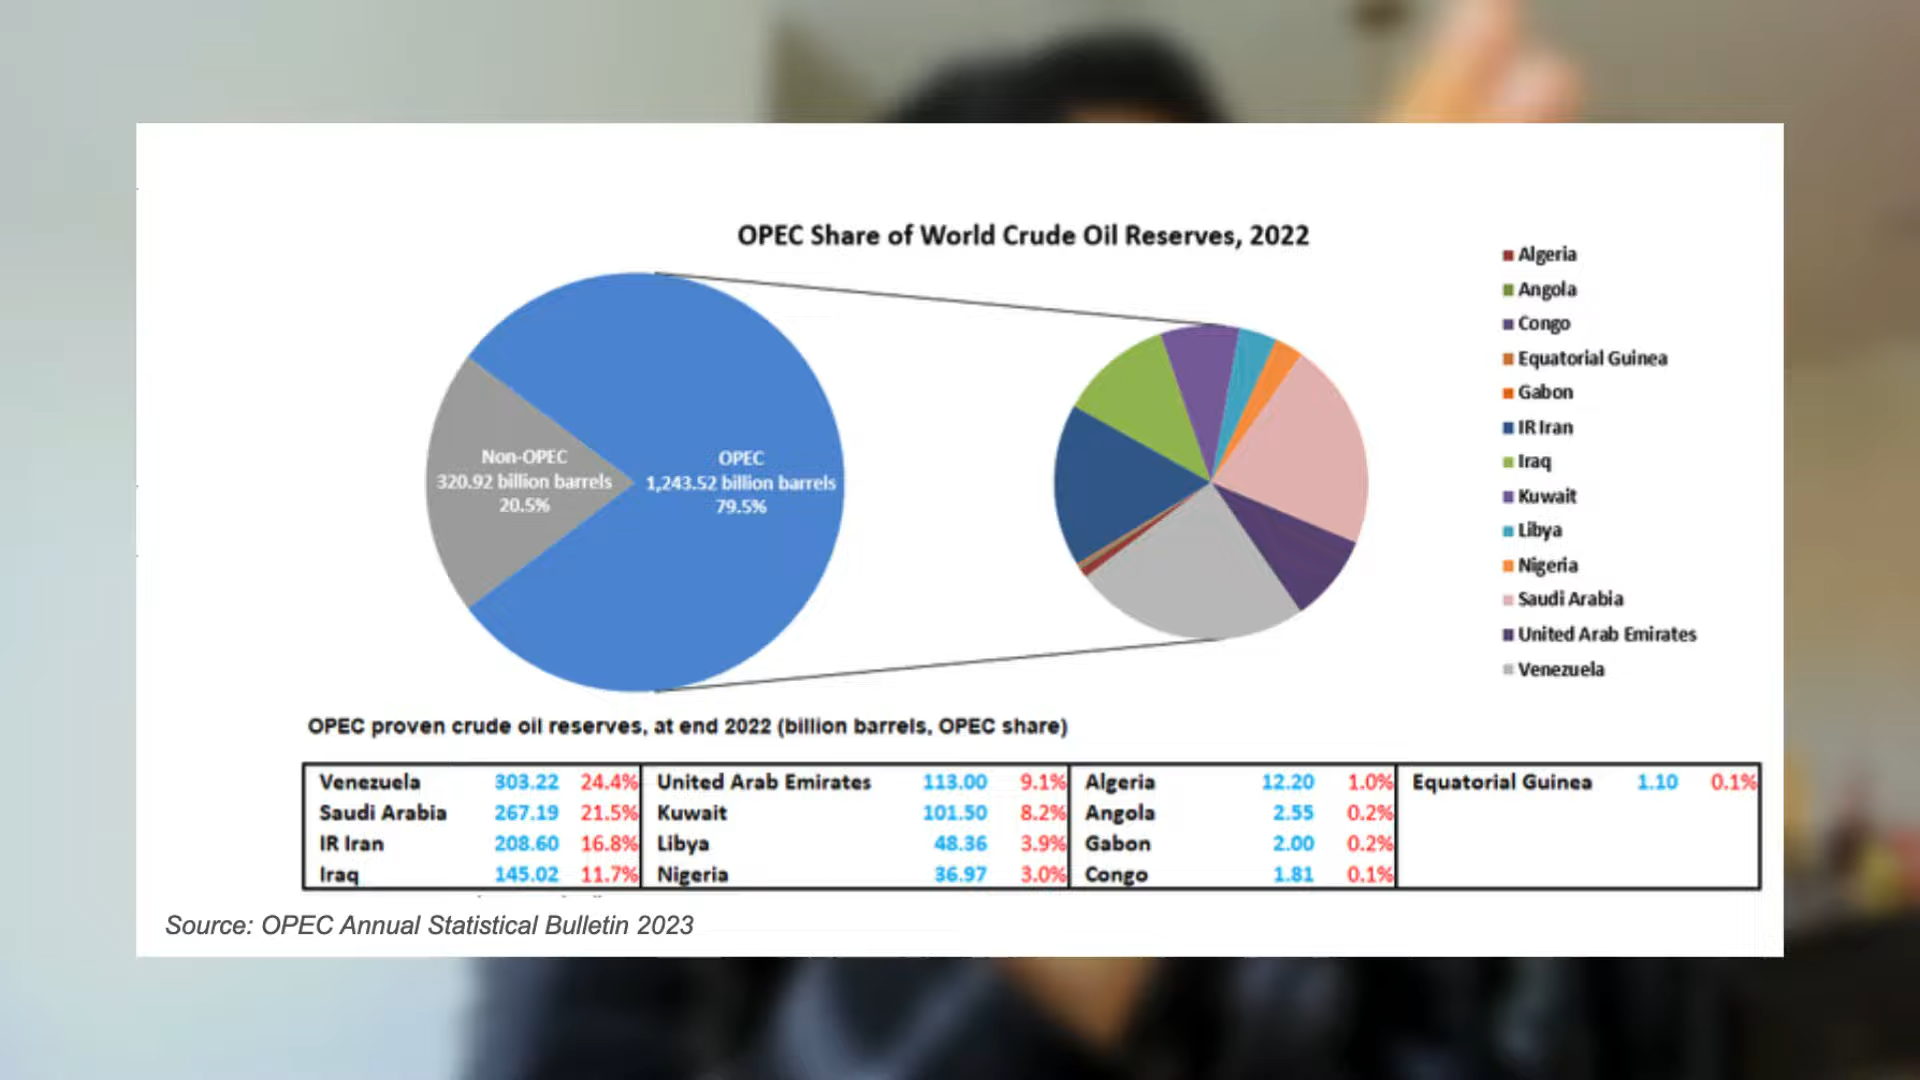 OPEC Share of World Crude Oil Reserves, 2022
Non-OPEC
320.92 billion barrels
20.5%
OPEC
1,243.52 billion barrels
79.5%
Algeria
Angola
Congo
Equatorial Guinea
Gabon
IR Iran
Iraq
Kuwait
Libya
Nigeria
Saudi Arabia
United Arab Emirates
Venezuela
OPEC proven crude oil reserves, at end 2022 (billion barrels, OPEC share)
Venezuela 303.22 24.4% United Arab Emirates 113.00 9.1% Algeria 12.20 1.0% Equatorial Guinea 1.10 0.1%
Saudi Arabia 267.19 21.5% Kuwait 101.50 8.2% Angola 2.55 0.2%
IR Iran 208.60 16.8% Libya 48.36 3.9% Gabon 2.00 0.2%
Iraq 145.02 11.7% Nigeria 36.97 3.0% Congo 1.81 0.1%
Source: OPEC Annual Statistical Bulletin 2023